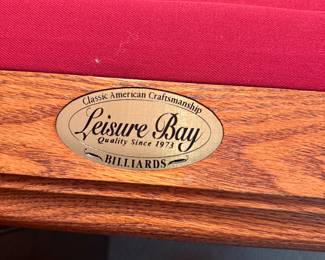 Classic American Craftsmanship
Leisure Bay
Quality Since 1973
BILLIARDS